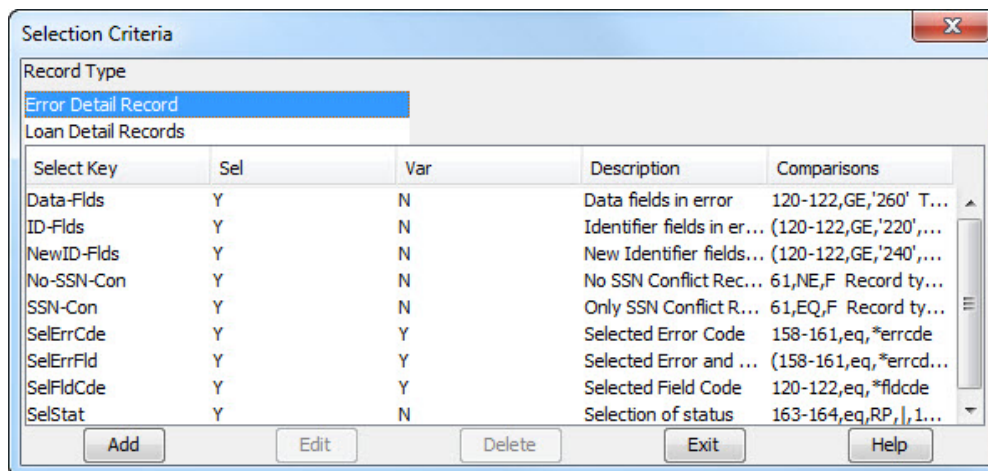 Selection Criteria
Record Type
Error Detail Record
Loan Detail Records
Select Key Sel Var Description Comparisons
Data-Flds Y N Data fields in error 120-122,GE,'260' T...
ID-Flds Y N Identifier fields in er... (120-122,GE,'220',...
NewID-Flds Y N New Identifier fields... (120-122,GE,'240',...
No-SSN-Con Y N No SSN Conflict Rec... 61,NE,F Record ty...
SSN-Con Y N Only SSN Conflict R... 61,EQ,F Record ty...
SelErrCde Y Y Selected Error Code 158-161,eq,*errcde
SelErrFld Y Y Selected Error and ... (158-161,eq,*errcd...
SelFldCde Y Y Selected Field Code 120-122,eq,*fldcde
SelStat Y N Selection of status 163-164,eq,RP,|,1...
Add Edit Delete Exit Help